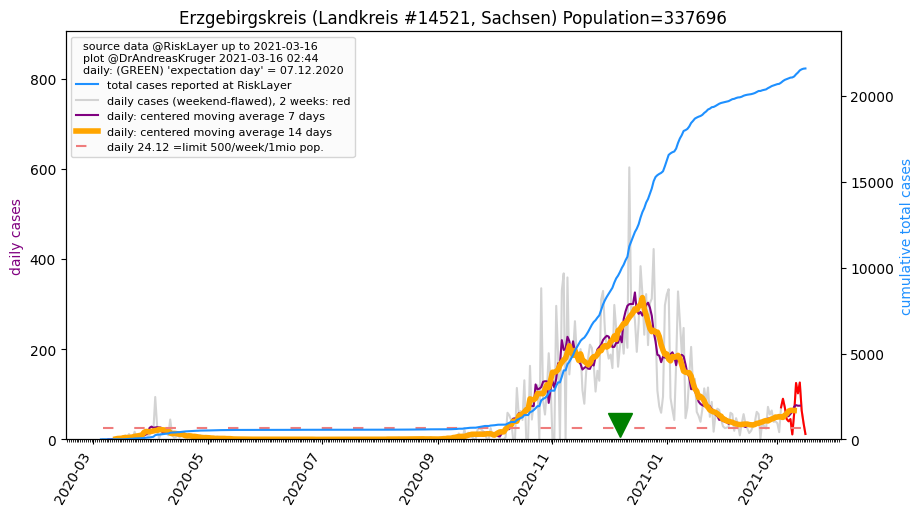 Erzgebirgskreis (Landkreis #14521, Sachsen) Population=337696
source data @RiskLayer up to 2021-03-16
plot @DrAndreasKruger 2021-03-16 02:44
daily: (GREEN) 'expectation day' = 07.12.2020
total cases reported at RiskLayer
daily cases (weekend-flawed), 2 weeks: red
daily: centered moving average 7 days
daily: centered moving average 14 days
daily 24.12 =limit 500/week/1mio pop.
daily cases
800
600
400
200
0
cumulative total cases
20000
15000
10000
5000
0
2020-03
2020-05
2020-07
2020-09
2020-11
2021-01
2021-03